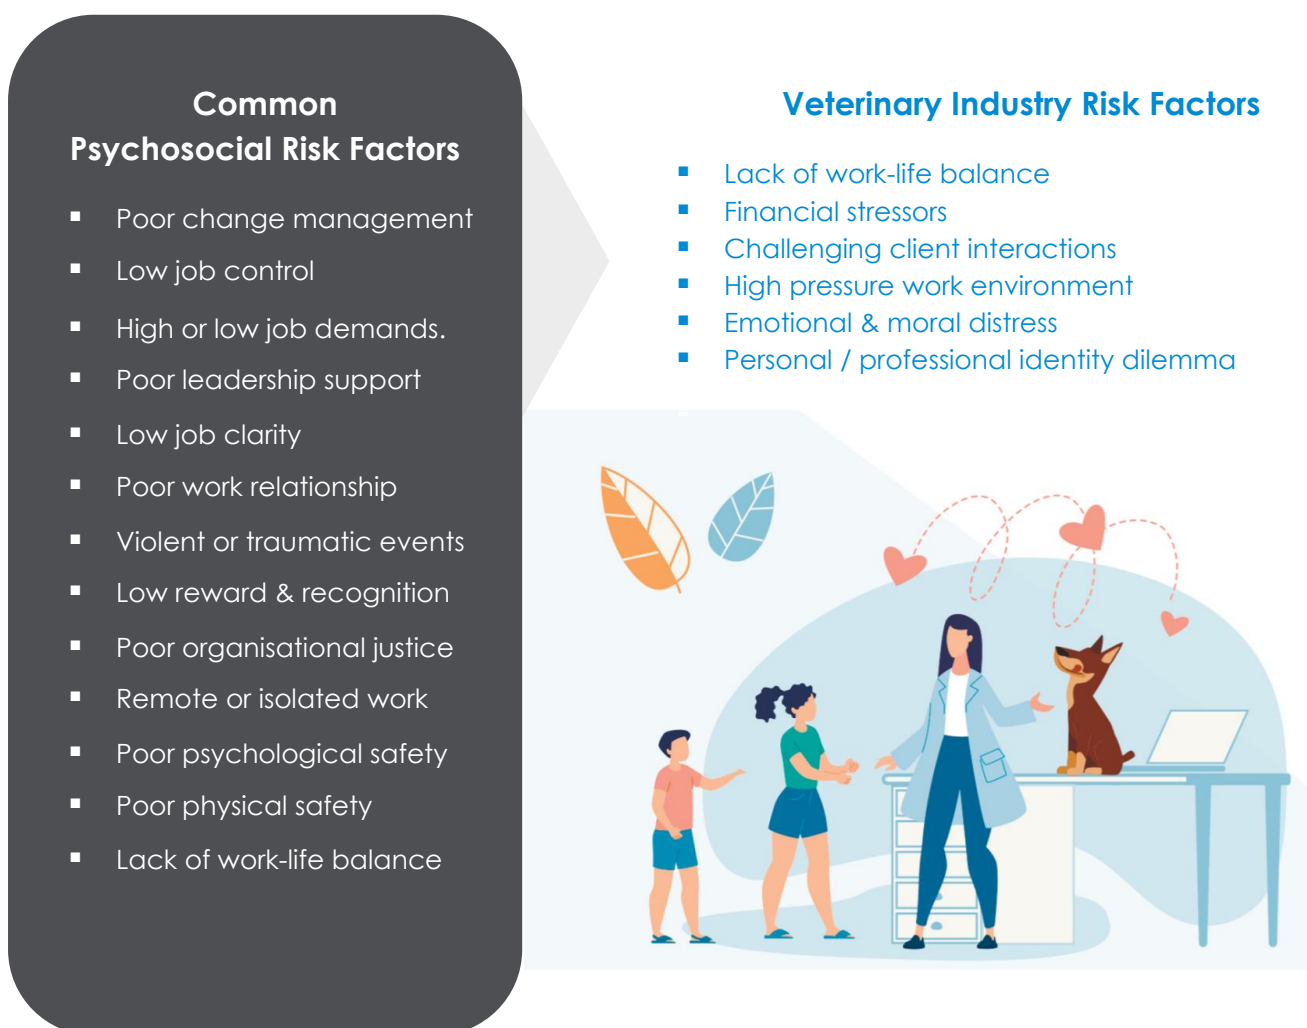 Common
Psychosocial Risk Factors
▪ Poor change management
▪ Low job control
▪ High or low job demands.
▪ Poor leadership support
▪ Low job clarity
▪ Poor work relationship
▪ Violent or traumatic events
▪ Low reward & recognition
▪ Poor organisational justice
▪ Remote or isolated work
▪ Poor psychological safety
▪ Poor physical safety
▪ Lack of work-life balance
Veterinary Industry Risk Factors
▪ Lack of work-life balance
▪ Financial stressors
▪ Challenging client interactions
▪ High pressure work environment
▪ Emotional & moral distress
▪ Personal / professional identity dilemma